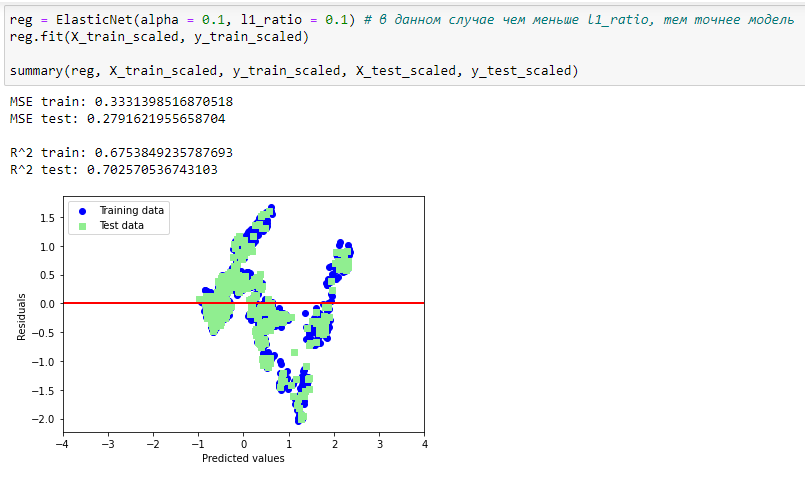 reg = ElasticNet(alpha = 0.1, l1_ratio = 0.1) # в данном случае чем меньше l1_ratio, тем точнее модель
reg.fit(X_train_scaled, y_train_scaled)
summary(reg, X_train_scaled, y_train_scaled, X_test_scaled, y_test_scaled)
MSE train: 0.3331398516870518
MSE test: 0.2791621955658704
R^2 train: 0.6753849235787693
R^2 test: 0.702570536743103
Training data
Test data
1.5
1.0
0.5
0.0
−0.5
−1.0
−1.5
−2.0
Residuals
−4 −3 −2 −1 0 1 2 3 4
Predicted values